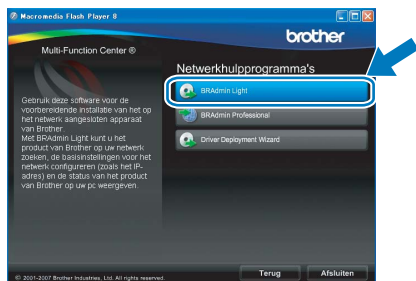 Macromedia Flash Player 8
brother
Multi-Function Center ®
Netwerkhulpprogramma's
BRAdmin Light
BRAdmin Professional
Driver Deployment Wizard
Gebruik deze software voor de
voorbereidende installatie van het op
het netwerk aangesloten apparaat
van Brother.
Met BRAdmin Light kunt u het
product van Brother op uw netwerk
zoeken, de basisinstellingen voor het
netwerk configureren (zoals het IP-
adres) en de status van het product
van Brother op uw pc weergeven.
Terug
Afsluiten
© 2001-2007 Brother Industries, Ltd. All rights reserved.